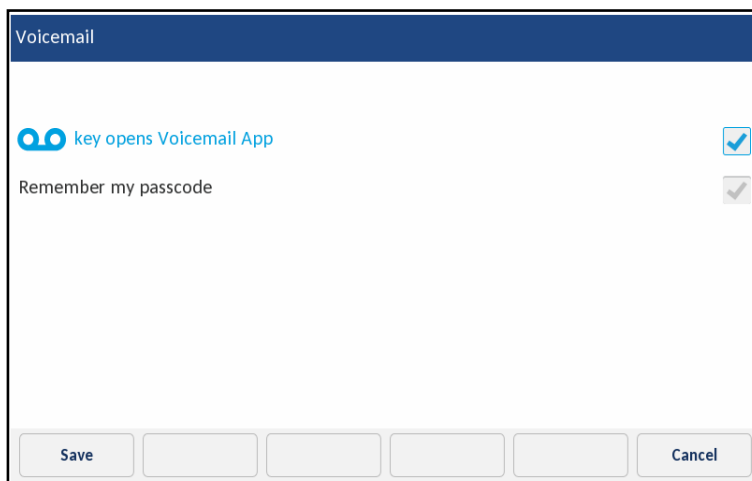 Voicemail
key opens Voicemail App
Remember my passcode
Save
Cancel